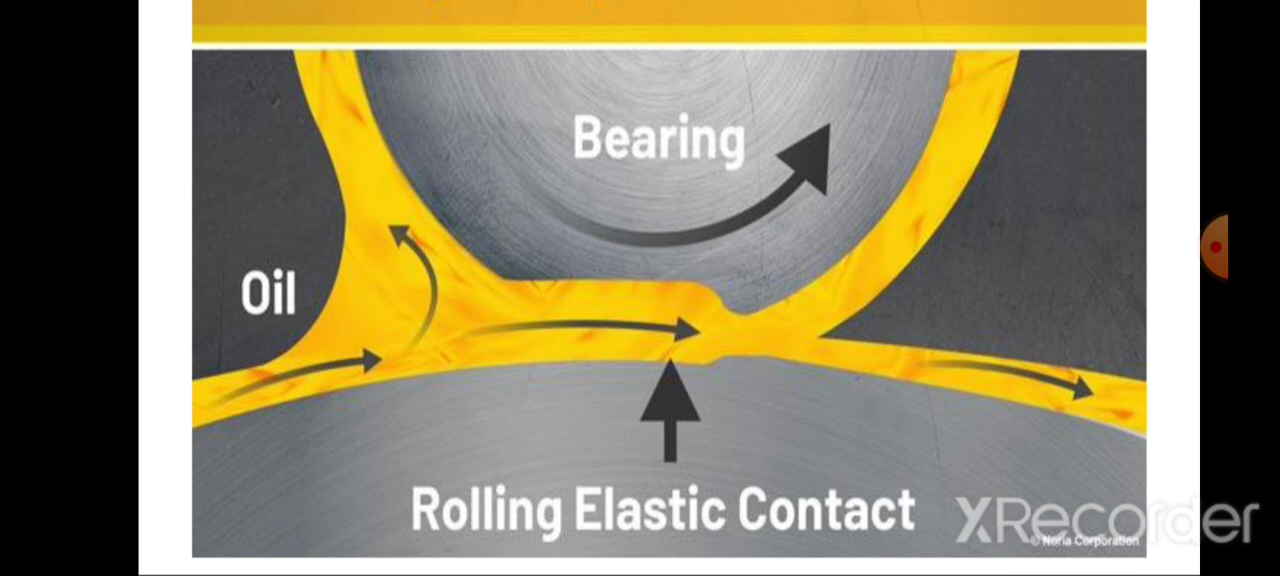 Bearing
Oil
Rolling Elastic Contact
XRecorder
© Noria Corporation